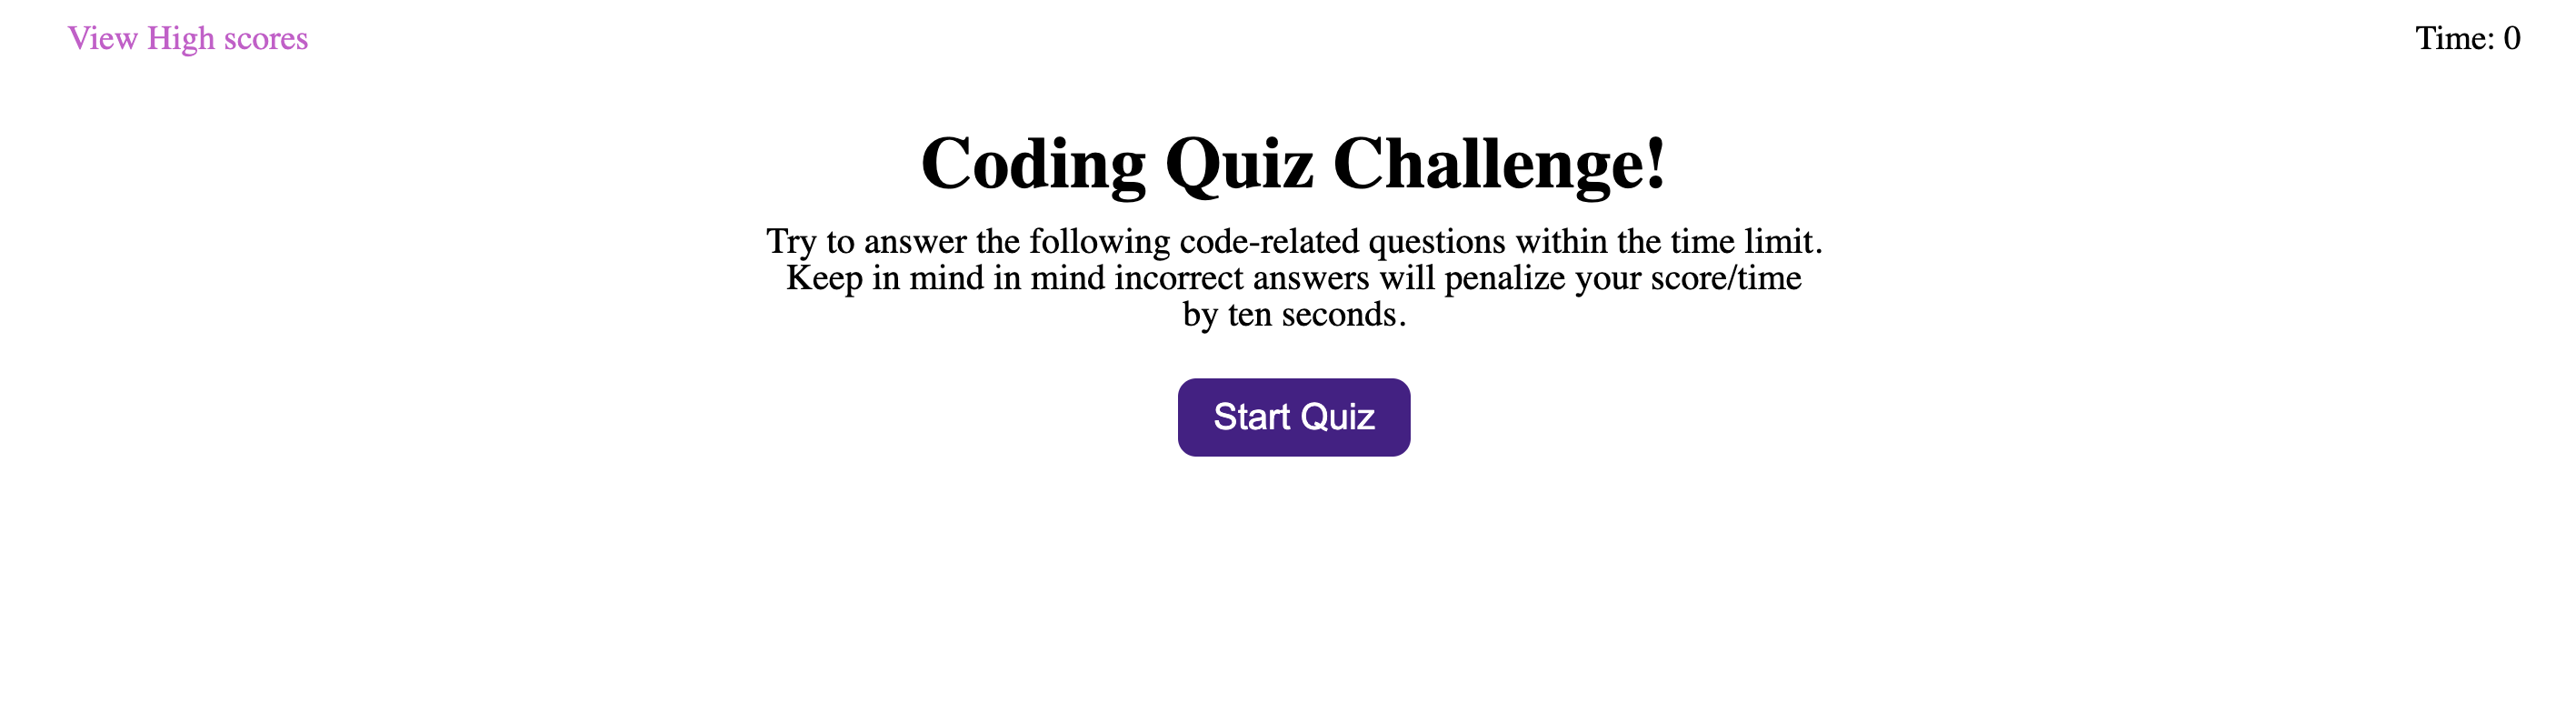 View High scores
Time: 0
Coding Quiz Challenge!
Try to answer the following code-related questions within the time limit.
Keep in mind in mind incorrect answers will penalize your score/time
by ten seconds.
Start Quiz